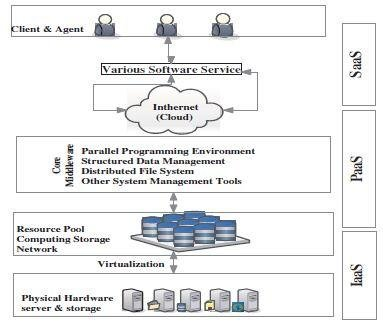 Client & Agent
Various Software Service
Inthernet
(Cloud)
SaaS
Core
Middleware
Parallel Programming Environment
Structured Data Management
Distributed File System
Other System Management Tools
PaaS
Resource Pool
Computing Storage
Network
Virtualization
IaaS
Physical Hardware
server & storage